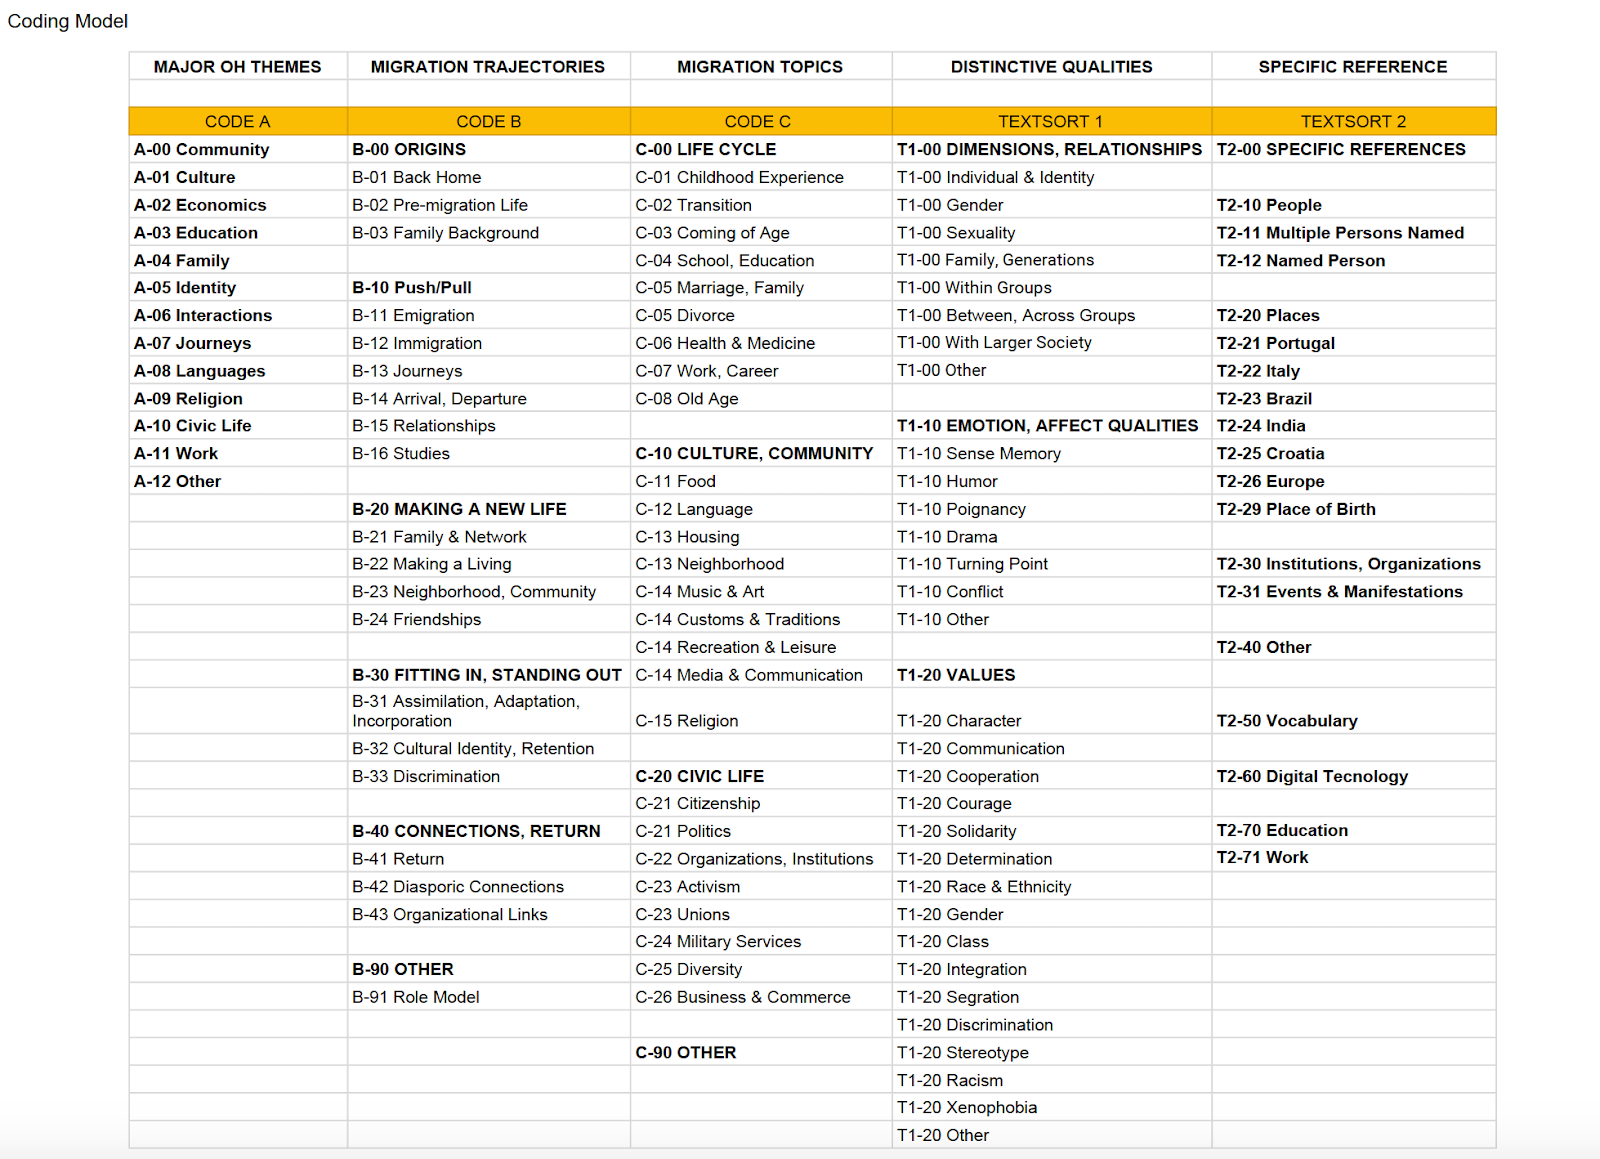 Coding Model
MAJOR OH THEMES MIGRATION TRAJECTORIES MIGRATION TOPICS DISTINCTIVE QUALITIES SPECIFIC REFERENCE
CODE A CODE B CODE C TEXTSORT 1 TEXTSORT 2
A-00 Community B-00 ORIGINS C-00 LIFE CYCLE T1-00 DIMENSIONS, RELATIONSHIPS T2-00 SPECIFIC REFERENCES
A-01 Culture B-01 Back Home C-01 Childhood Experience T1-00 Individual & Identity
A-02 Economics B-02 Pre-migration Life C-02 Transition T1-00 Gender T2-10 People
A-03 Education B-03 Family Background C-03 Coming of Age T1-00 Sexuality T2-11 Multiple Persons Named
A-04 Family C-04 School, Education T1-00 Family, Generations T2-12 Named Person
A-05 Identity B-10 Push/Pull C-05 Marriage, Family T1-00 Within Groups
A-06 Interactions B-11 Emigration C-05 Divorce T1-00 Between, Across Groups T2-20 Places
A-07 Journeys B-12 Immigration C-06 Health & Medicine T1-00 With Larger Society T2-21 Portugal
A-08 Languages B-13 Journeys C-07 Work, Career T1-00 Other T2-22 Italy
A-09 Religion B-14 Arrival, Departure C-08 Old Age T2-23 Brazil
A-10 Civic Life B-15 Relationships T1-10 EMOTION, AFFECT QUALITIES T2-24 India
A-11 Work B-16 Studies C-10 CULTURE, COMMUNITY T1-10 Sense Memory T2-25 Croatia
A-12 Other C-11 Food T1-10 Humor T2-26 Europe
B-20 MAKING A NEW LIFE C-12 Language T1-10 Poignancy T2-29 Place of Birth
B-21 Family & Network C-13 Housing T1-10 Drama
B-22 Making a Living C-13 Neighborhood T1-10 Turning Point T2-30 Institutions, Organizations
B-23 Neighborhood, Community C-14 Music & Art T1-10 Conflict T2-31 Events & Manifestations
B-24 Friendships C-14 Customs & Traditions T1-10 Other
C-14 Recreation & Leisure T2-40 Other
B-30 FITTING IN, STANDING OUT C-14 Media & Communication T1-20 VALUES
B-31 Assimilation, Adaptation,
Incorporation C-15 Religion T1-20 Character T2-50 Vocabulary
B-32 Cultural Identity, Retention T1-20 Communication
B-33 Discrimination C-20 CIVIC LIFE T1-20 Cooperation T2-60 Digital Tecnology
C-21 Citizenship T1-20 Courage
B-40 CONNECTIONS, RETURN C-21 Politics T1-20 Solidarity T2-70 Education
B-41 Return C-22 Organizations, Institutions T1-20 Determination T2-71 Work
B-42 Diasporic Connections C-23 Activism T1-20 Race & Ethnicity
B-43 Organizational Links C-23 Unions T1-20 Gender
C-24 Military Services T1-20 Class
B-90 OTHER C-25 Diversity T1-20 Integration
B-91 Role Model C-26 Business & Commerce T1-20 Segration
T1-20 Discrimination
C-90 OTHER T1-20 Stereotype
T1-20 Racism
T1-20 Xenophobia
T1-20 Other